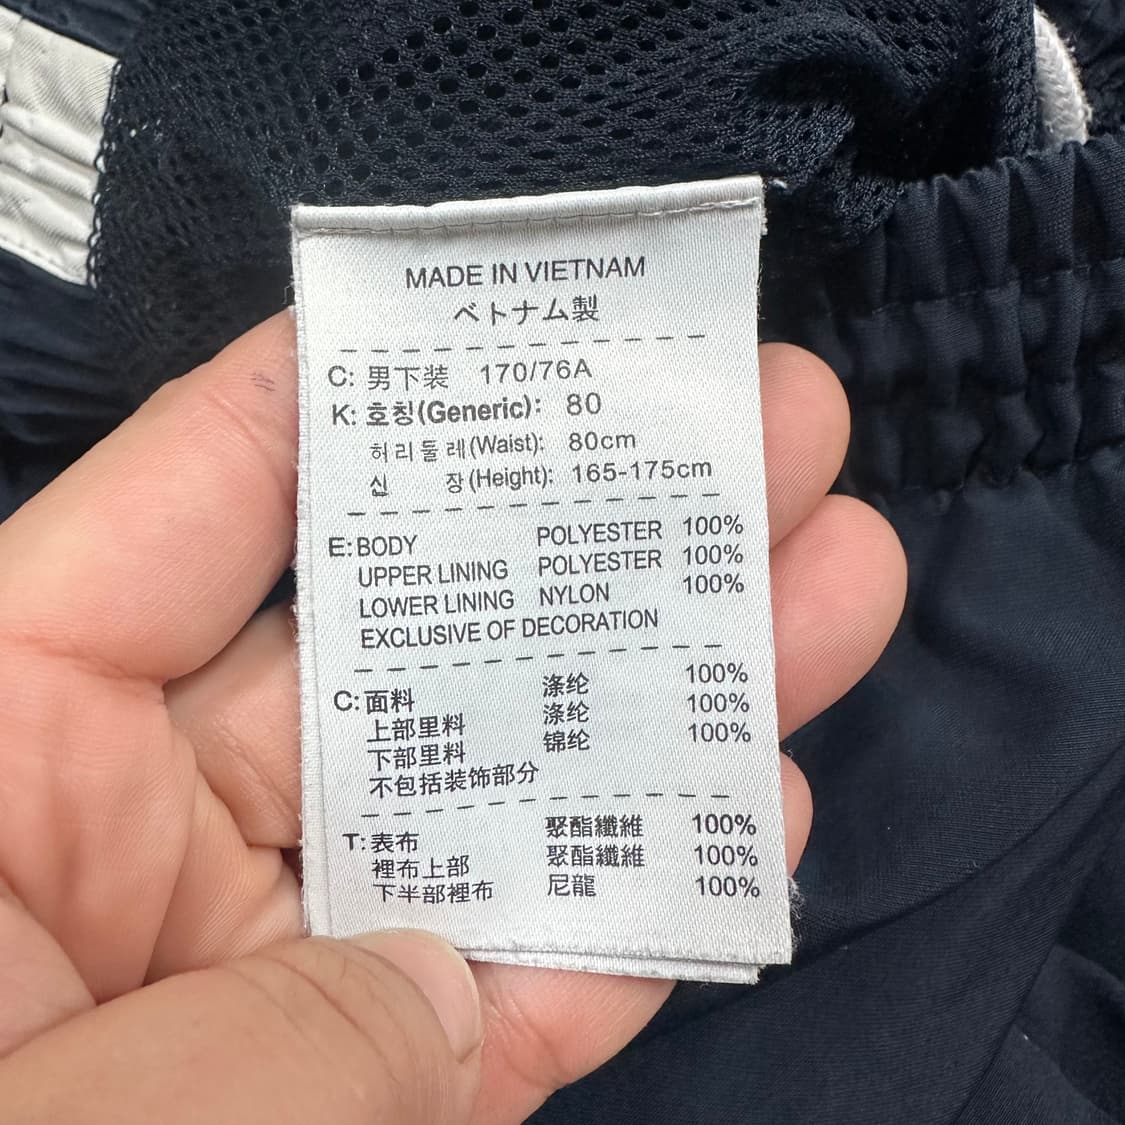 MADE IN VIETNAM
ベトナム製
C: 男下装 170/76A
K: 호칭(Generic): 80
허리둘레(Waist): 80cm
신 장(Height): 165-175cm
E: BODY POLYESTER 100%
UPPER LINING POLYESTER 100%
LOWER LINING NYLON 100%
EXCLUSIVE OF DECORATION
C: 面料 涤纶 100%
上部里料 涤纶 100%
下部里料 锦纶 100%
不包括装饰部分
T: 表布 聚酯纖維 100%
裡布上部 聚酯纖維 100%
下半部裡布 尼龍 100%